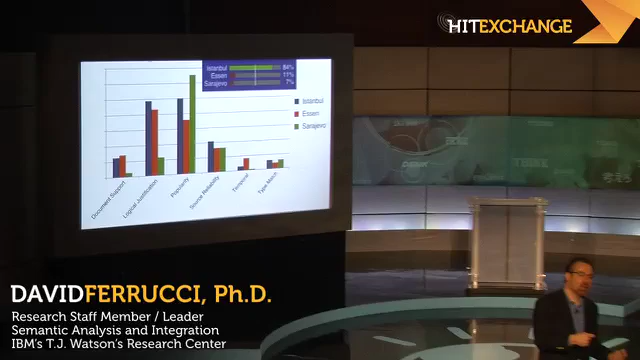 HITEXCHANGE
Istanbul 84%
Essen 11%
Sarajevo 7%
Istanbul
Essen
Sarajevo
Document Support
Logical Justification
Popularity
Source Reliability
Temporal
Type Match
THINK
DAVIDFERRUCCI, Ph.D.
Research Staff Member / Leader
Semantic Analysis and Integration
IBM's T.J. Watson's Research Center